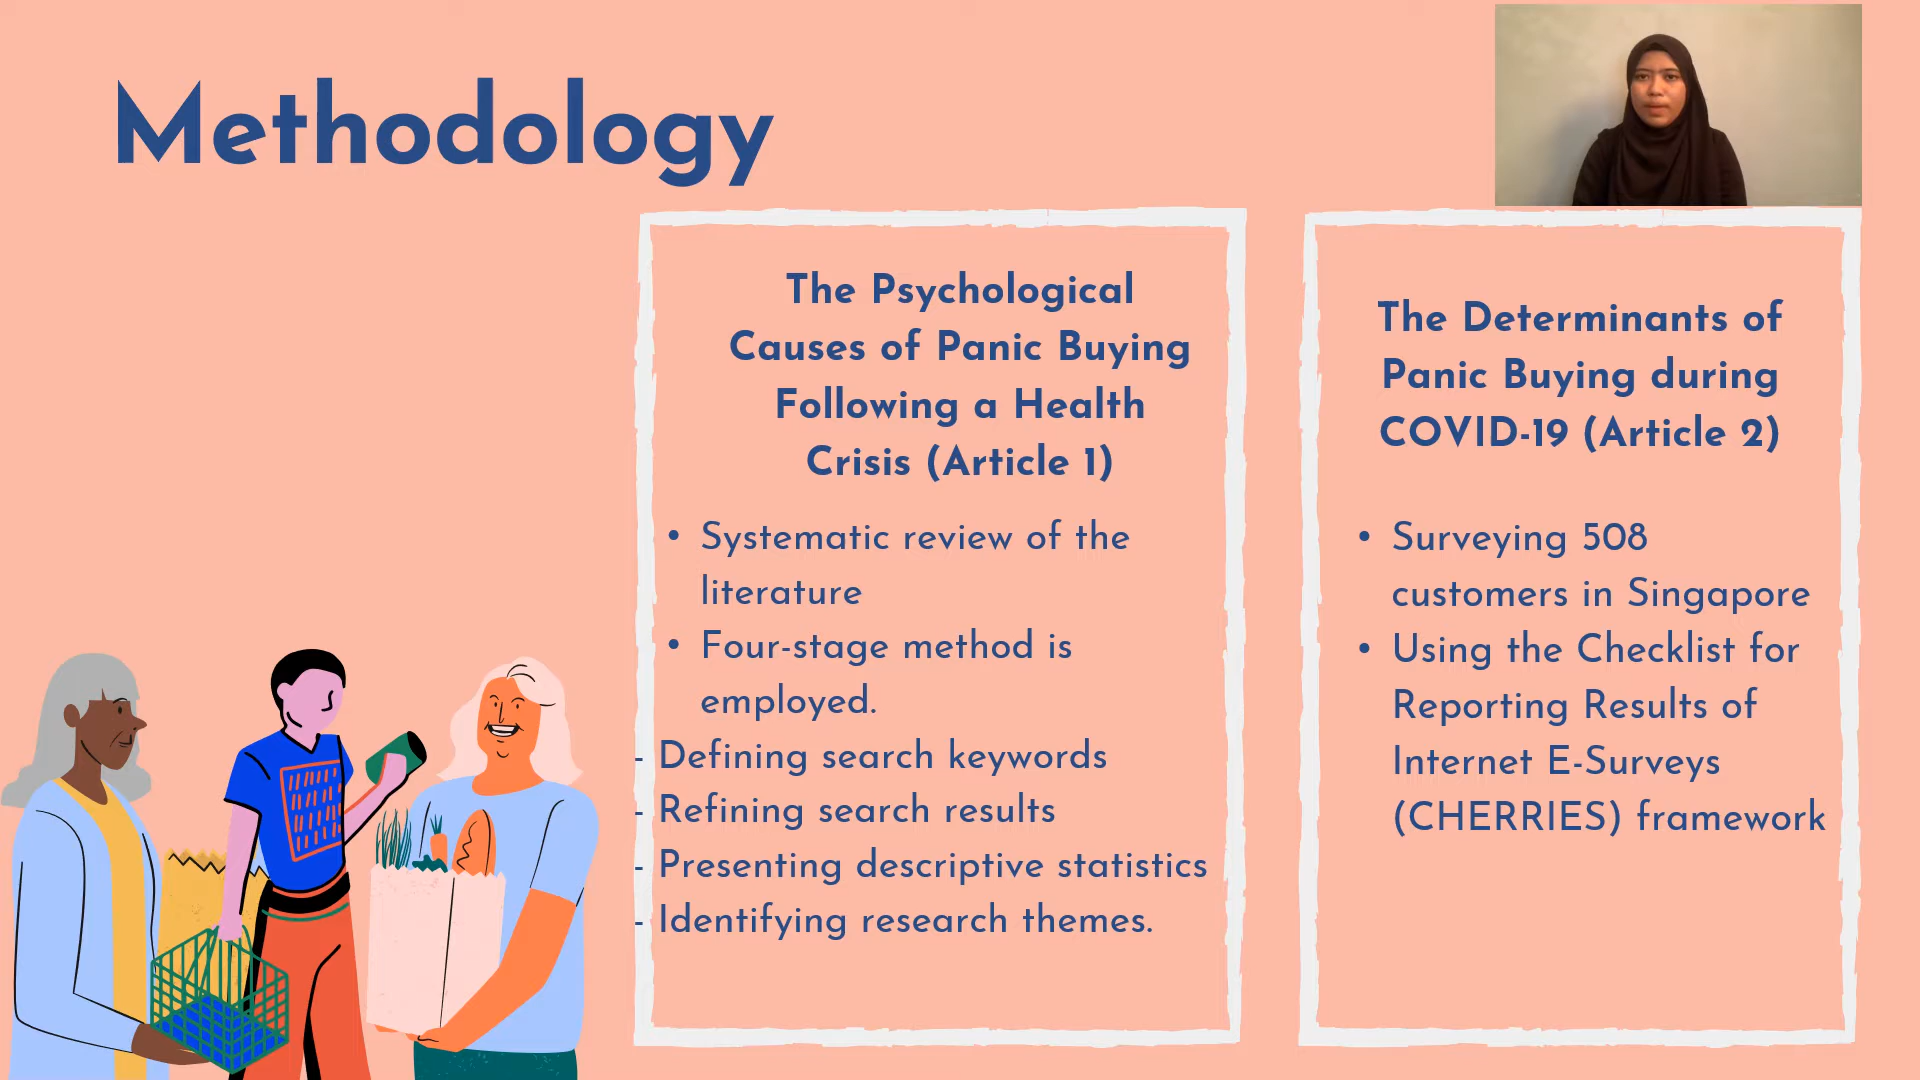 Methodology
The Psychological
Causes of Panic Buying
Following a Health
Crisis (Article 1)
• Systematic review of the
literature
• Four-stage method is
employed.
- Defining search keywords
- Refining search results
- Presenting descriptive statistics
- Identifying research themes.
The Determinants of
Panic Buying during
COVID-19 (Article 2)
• Surveying 508
customers in Singapore
• Using the Checklist for
Reporting Results of
Internet E-Surveys
(CHERRIES) framework